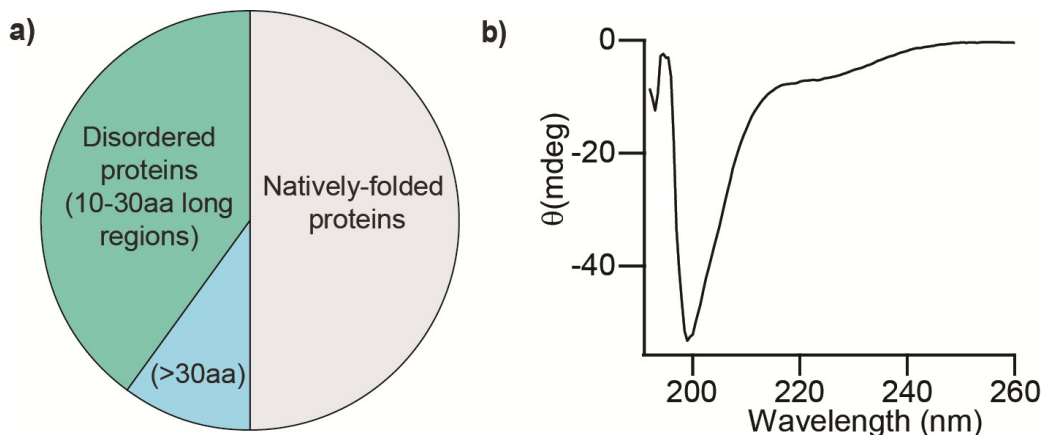 a)
Disordered
proteins
(10-30aa long
regions)
Natively-folded
proteins
(>30aa)
b)
0
-20
-40
θ(mdeg)
200
220
240
260
Wavelength (nm)